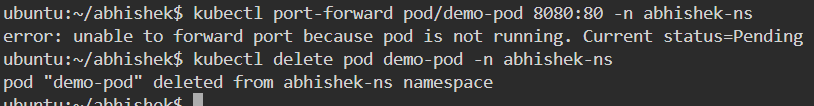 ubuntu:~/abhishek$ kubectl port-forward pod/demo-pod 8080:80 -n abhishek-ns
error: unable to forward port because pod is not running. Current status=Pending
ubuntu:~/abhishek$ kubectl delete pod demo-pod -n abhishek-ns
pod "demo-pod" deleted from abhishek-ns namespace
ubuntu:~/abhishek$